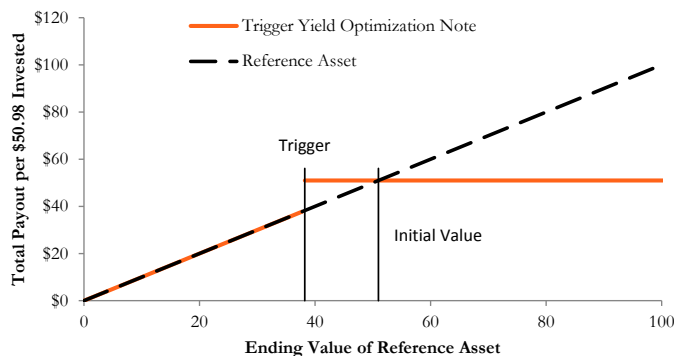 $120
$100
$80
$60
$40
$20
$0
Total Payout per $50.98 Invested
Trigger Yield Optimization Note
Reference Asset
Trigger
Initial Value
0 20 40 60 80 100
Ending Value of Reference Asset